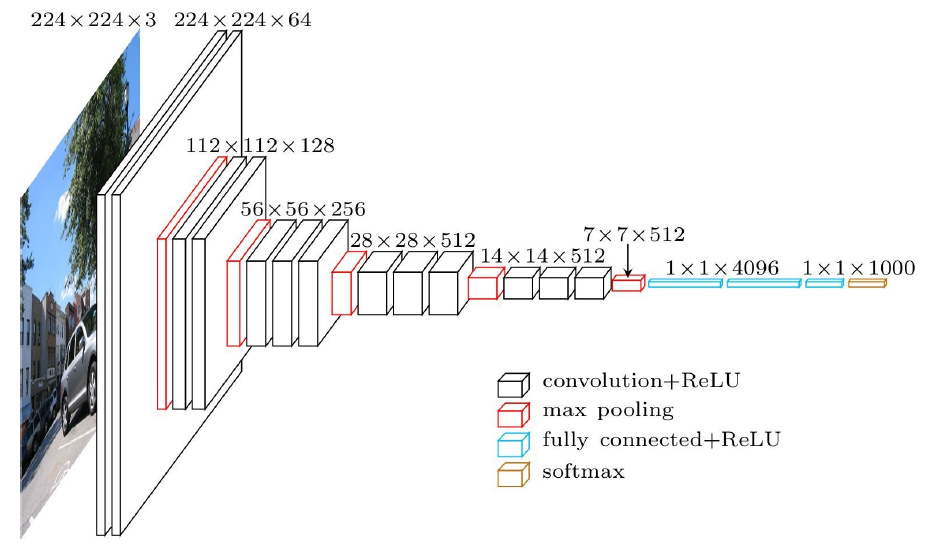 224×224×3
224×224×64
112×112×128
56×56×256
28×28×512
14×14×512
7×7×512
1×1×4096
1×1×1000
convolution+ReLU
max pooling
fully connected+ReLU
softmax